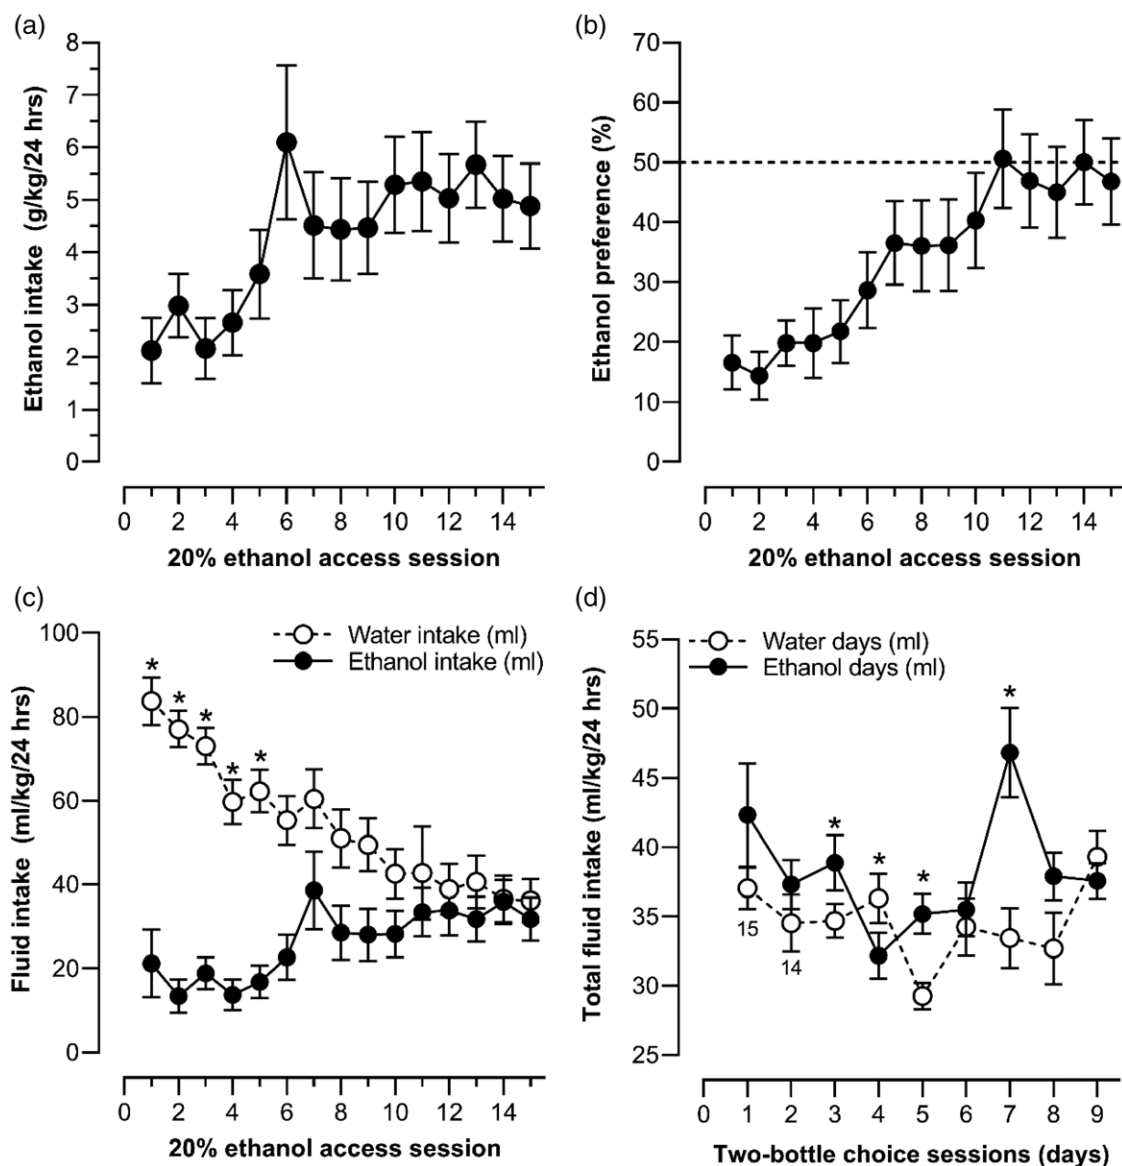 (a)
Ethanol intake (g/kg/24 hrs)
8
7
6
5
4
3
2
1
0
0 2 4 6 8 10 12 14
20% ethanol access session
(b)
Ethanol preference (%)
70
60
50
40
30
20
10
0
0 2 4 6 8 10 12 14
20% ethanol access session
(c)
Water intake (ml)
Ethanol intake (ml)
Fluid intake (ml/kg/24 hrs)
100
80
60
40
20
0
* * * * *
0 2 4 6 8 10 12 14
20% ethanol access session
(d)
Water days (ml)
Ethanol days (ml)
Total fluid intake (ml/kg/24 hrs)
55
50
45
40
35
30
25
* * * *
15
14
0 1 2 3 4 5 6 7 8 9
Two-bottle choice sessions (days)